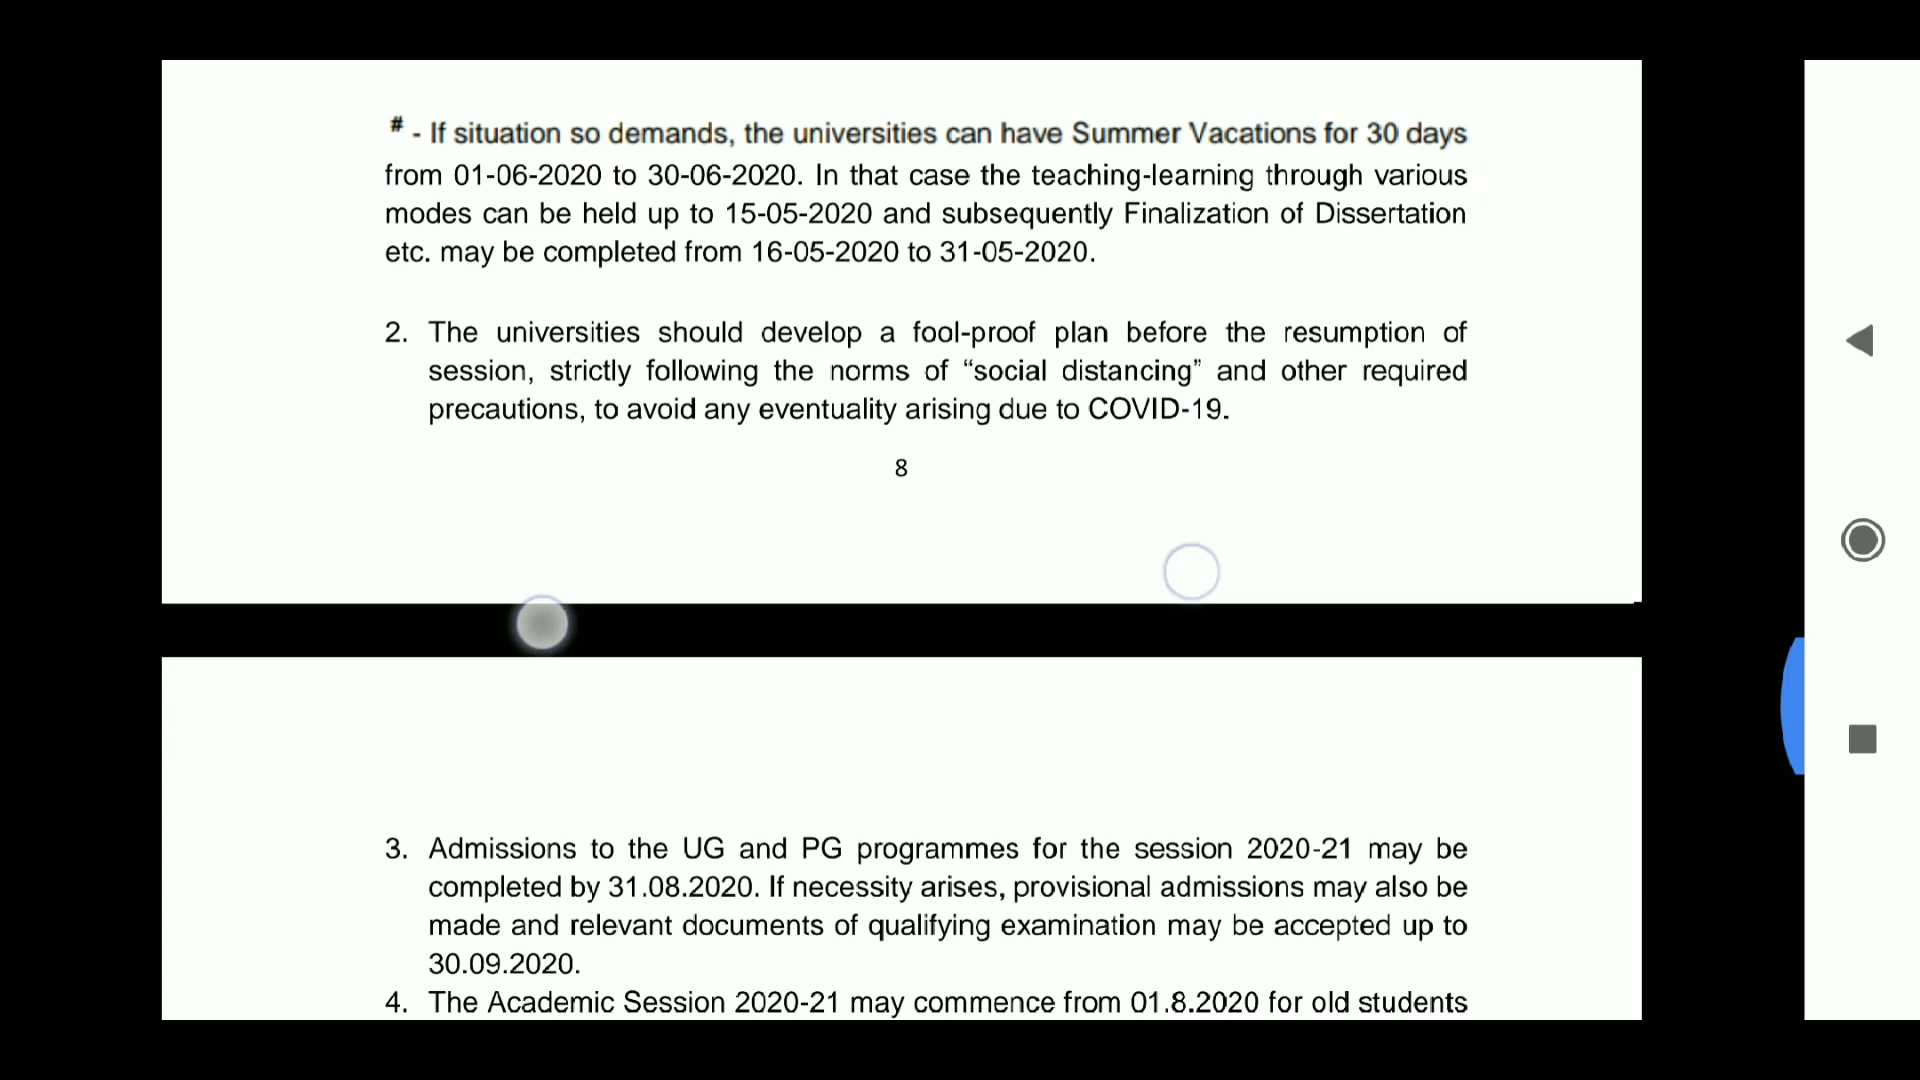 # - If situation so demands, the universities can have Summer Vacations for 30 days
from 01-06-2020 to 30-06-2020. In that case the teaching-learning through various
modes can be held up to 15-05-2020 and subsequently Finalization of Dissertation
etc. may be completed from 16-05-2020 to 31-05-2020.
2. The universities should develop a fool-proof plan before the resumption of
session, strictly following the norms of “social distancing” and other required
precautions, to avoid any eventuality arising due to COVID-19.
8
3. Admissions to the UG and PG programmes for the session 2020-21 may be
completed by 31.08.2020. If necessity arises, provisional admissions may also be
made and relevant documents of qualifying examination may be accepted up to
30.09.2020.
4. The Academic Session 2020-21 may commence from 01.8.2020 for old students